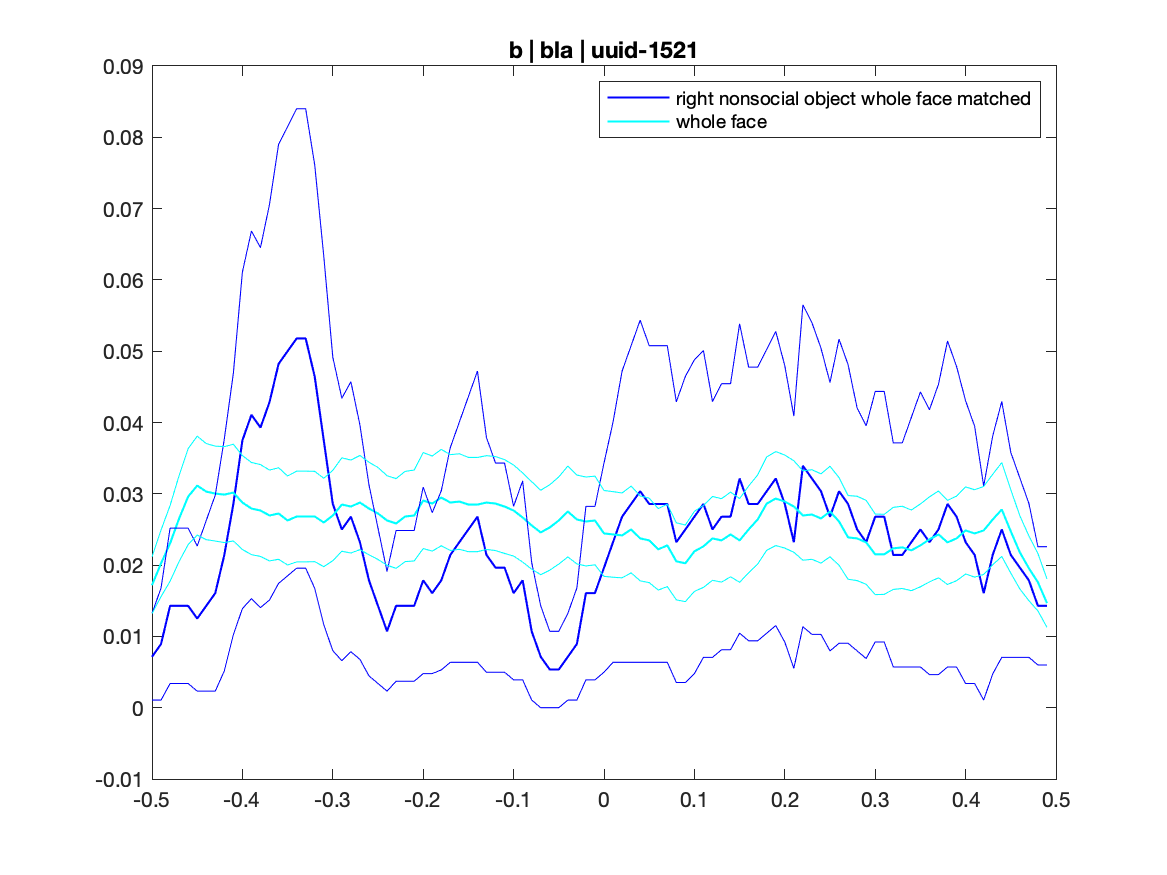 b | bla | uuid-1521
right nonsocial object whole face matched
whole face
0.09
0.08
0.07
0.06
0.05
0.04
0.03
0.02
0.01
0
-0.01
-0.5 -0.4 -0.3 -0.2 -0.1 0 0.1 0.2 0.3 0.4 0.5